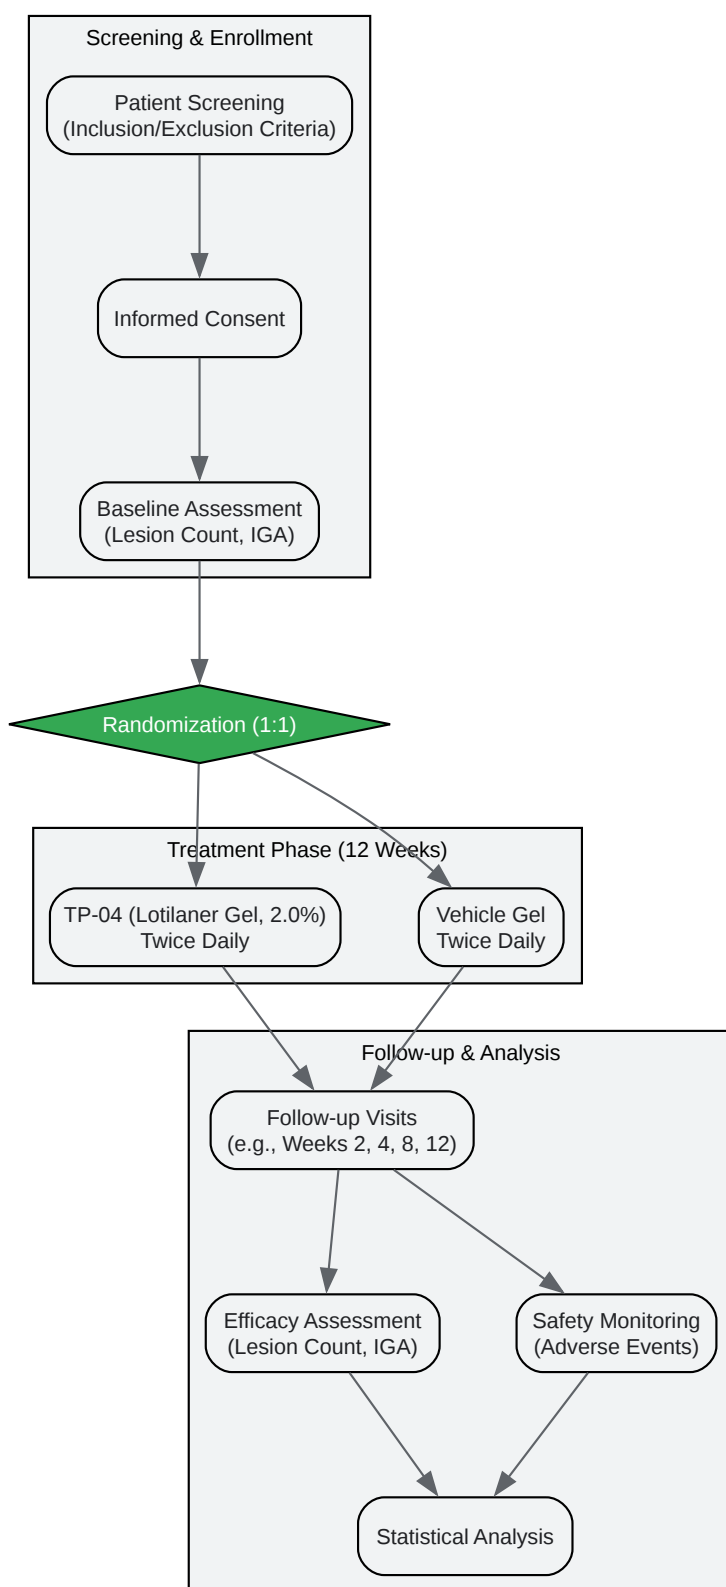 Screening & Enrollment
Patient Screening
(Inclusion/Exclusion Criteria)
Informed Consent
Baseline Assessment
(Lesion Count, IGA)
Randomization (1:1)
Treatment Phase (12 Weeks)
TP-04 (Lotilaner Gel, 2.0%)
Twice Daily
Vehicle Gel
Twice Daily
Follow-up & Analysis
Follow-up Visits
(e.g., Weeks 2, 4, 8, 12)
Efficacy Assessment
(Lesion Count, IGA)
Safety Monitoring
(Adverse Events)
Statistical Analysis